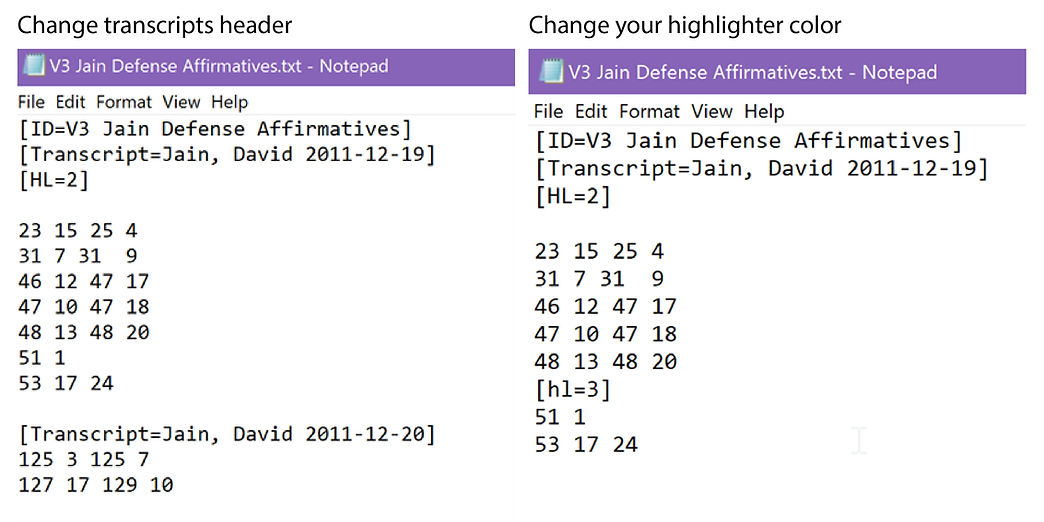 Change transcripts header
V3 Jain Defense Affirmatives.txt - Notepad
File Edit Format View Help
[ID=V3 Jain Defense Affirmatives]
[Transcript=Jain, David 2011-12-19]
[HL=2]
23 15 25 4
31 7 31  9
46 12 47 17
47 10 47 18
48 13 48 20
51 1
53 17 24
[Transcript=Jain, David 2011-12-20]
125 3 125 7
127 17 129 10
Change your highlighter color
V3 Jain Defense Affirmatives.txt - Notepad
File Edit Format View Help
[ID=V3 Jain Defense Affirmatives]
[Transcript=Jain, David 2011-12-19]
[HL=2]
23 15 25 4
31 7 31  9
46 12 47 17
47 10 47 18
48 13 48 20
[hl=3]
51 1
53 17 24